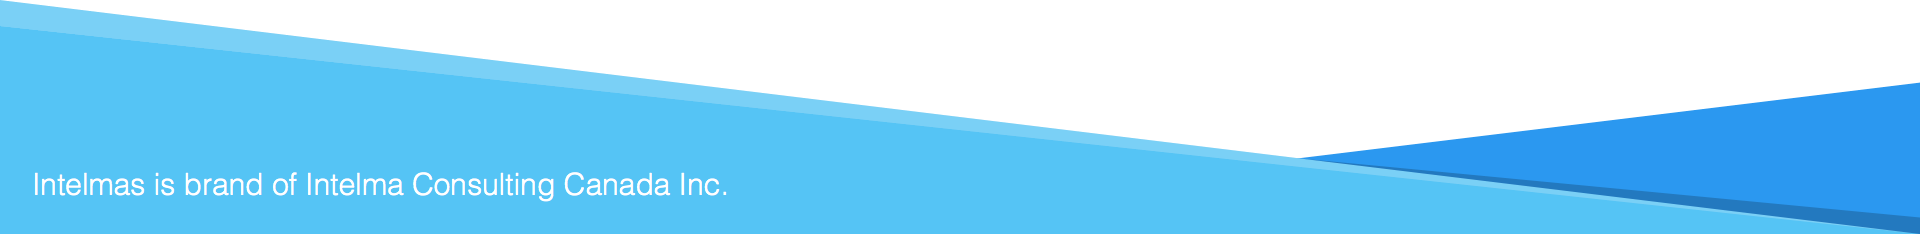 Intelmas is brand of Intelma Consulting Canada Inc.